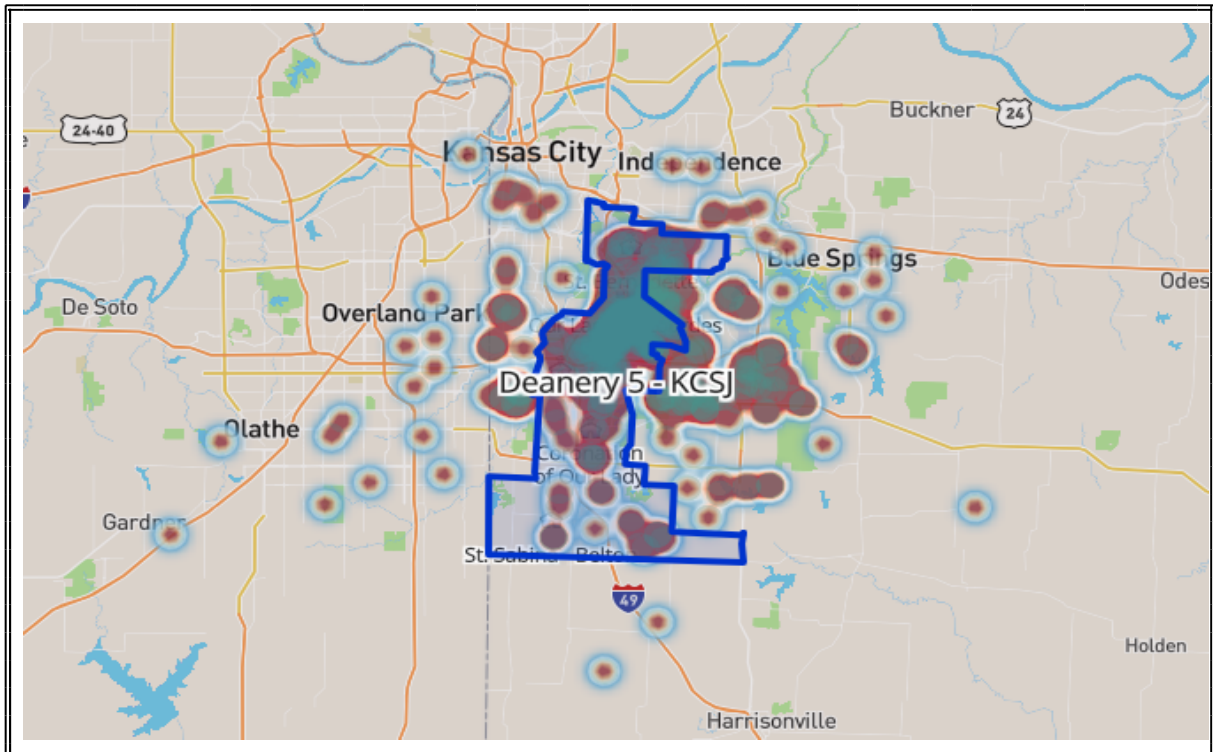 Buckner
24
24-40
Kansas City
Independence
Blue Springs
Odes
De Soto
Overland Park
Deanery 5 - KCSJ
Olathe
Coronation
of Our Lady
Gardner
St. Sabina - Belto
49
Holden
Harrisonville